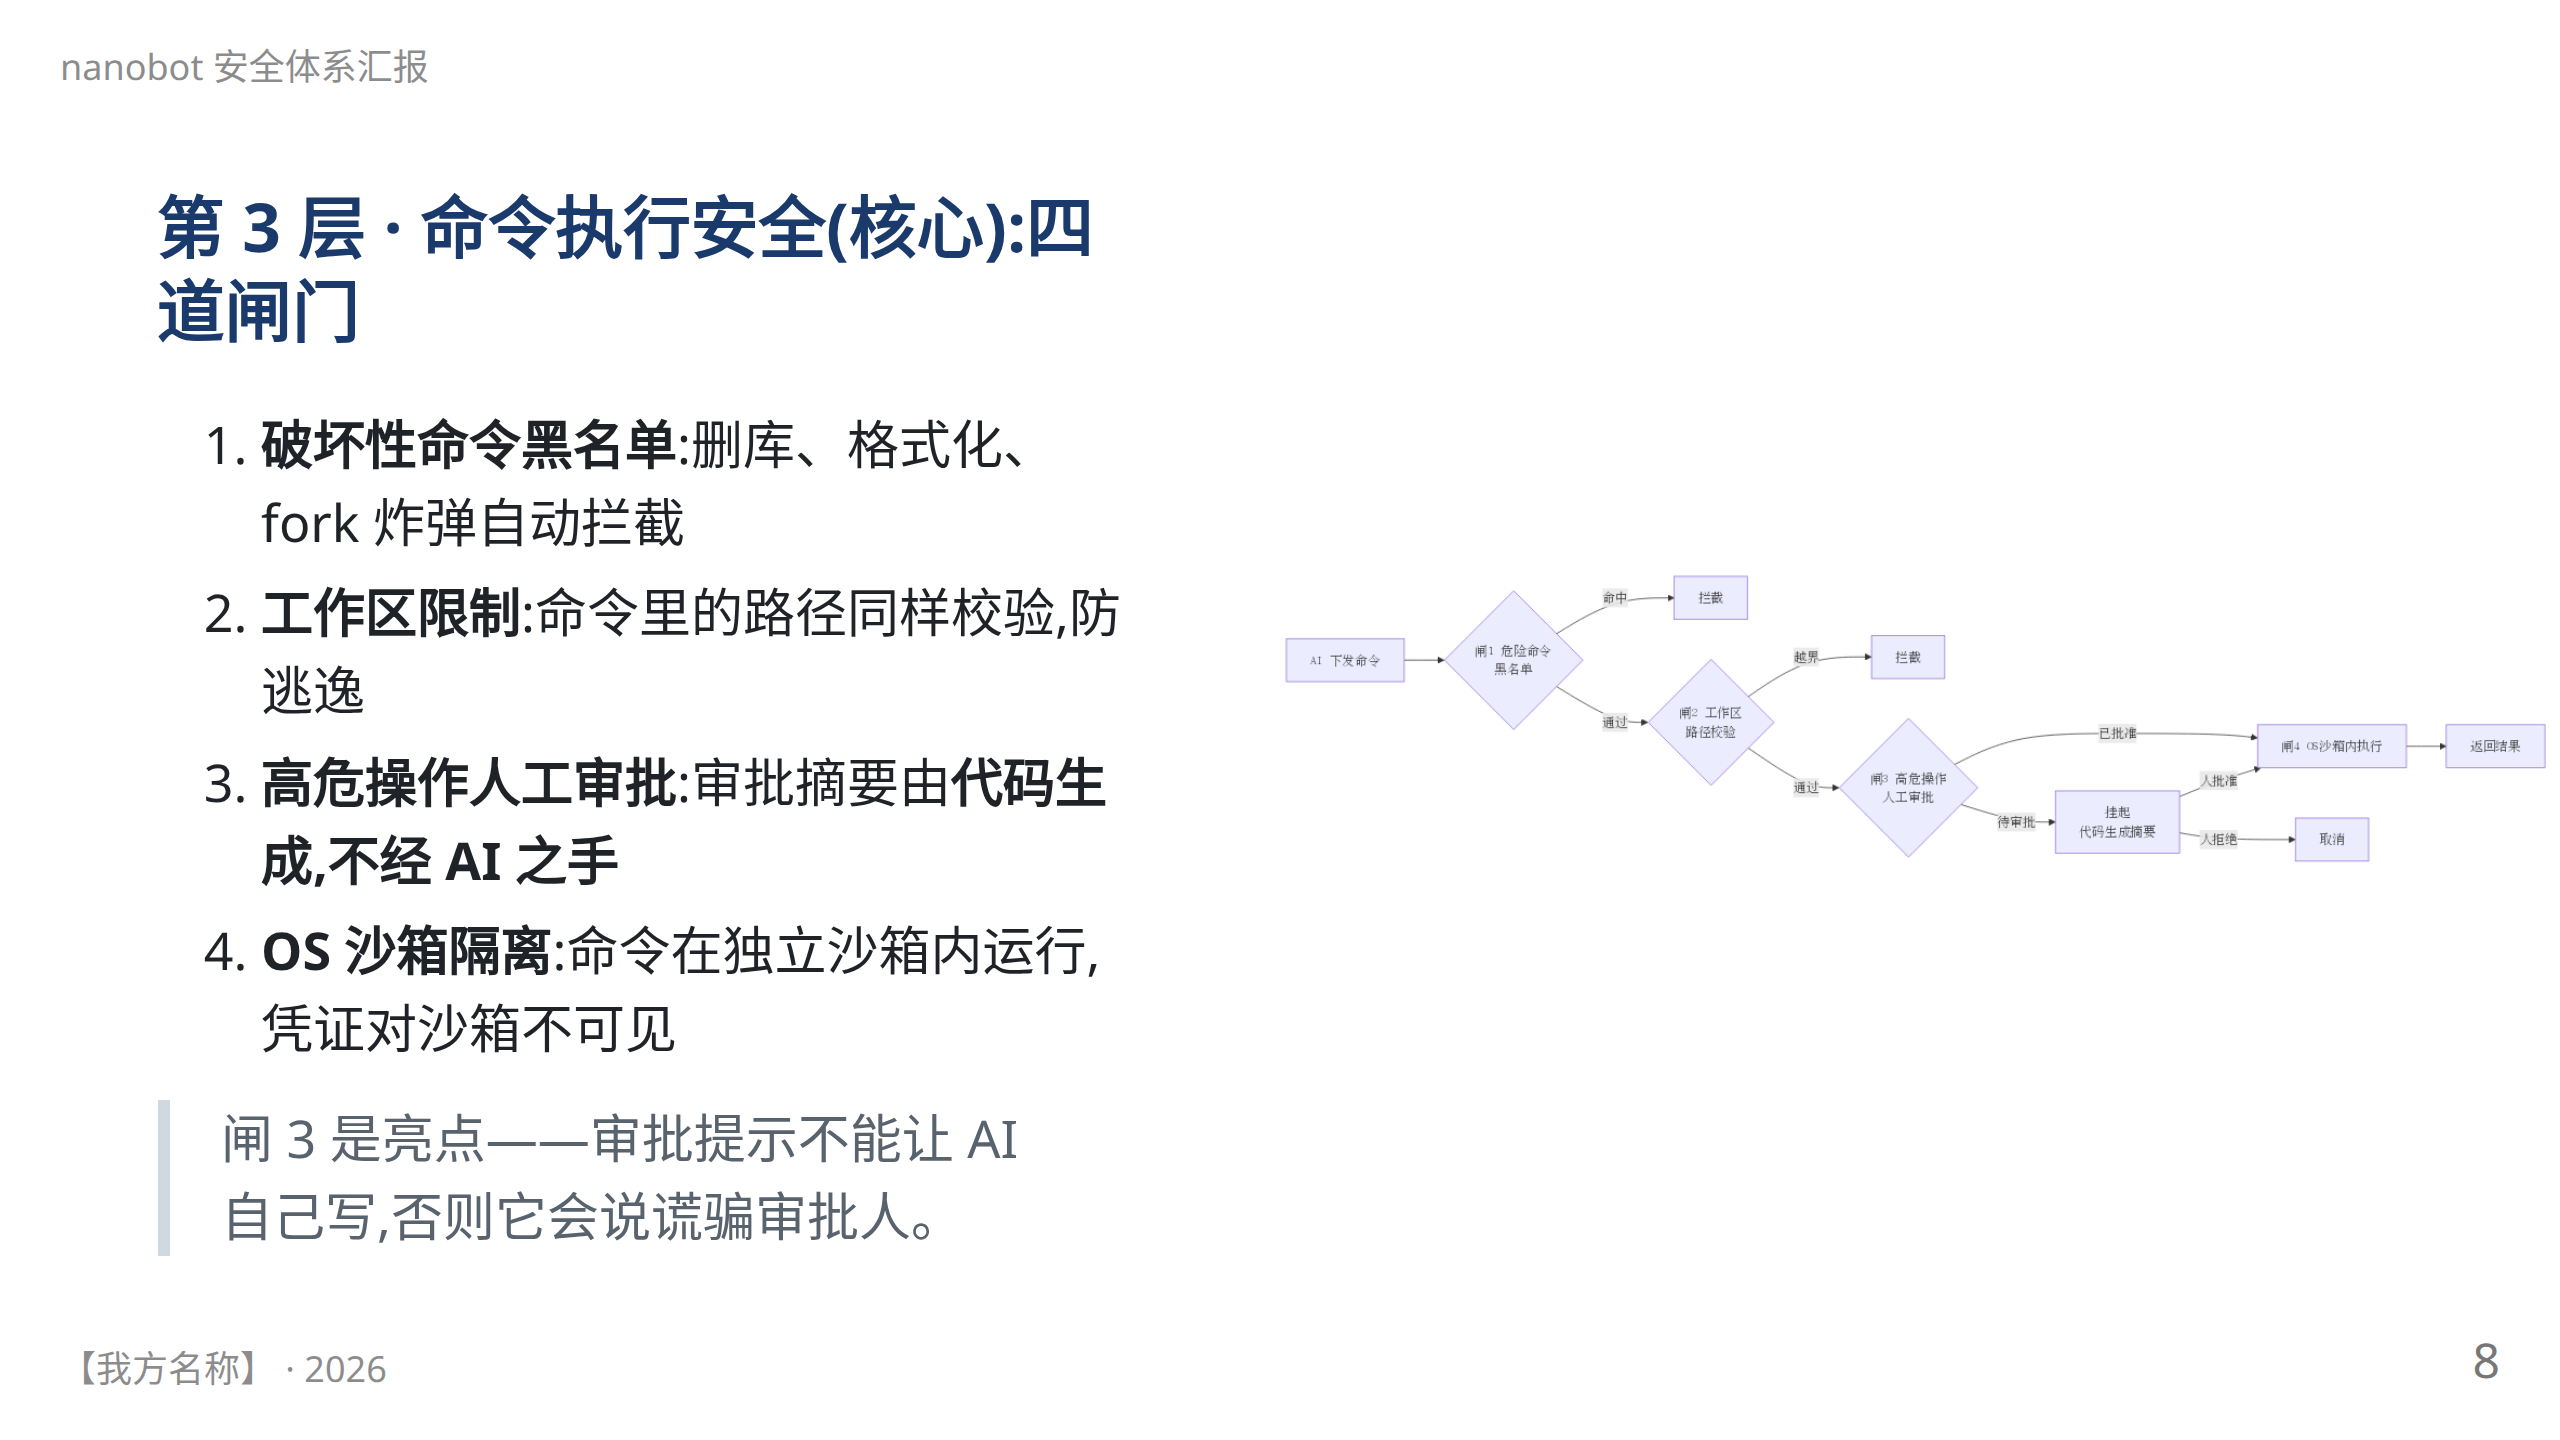 nanobot 安全体系汇报
第 3 层 · 命令执行安全(核心):四
道闸门
1. 破坏性命令黑名单:删库、格式化、
fork 炸弹自动拦截
2. 工作区限制:命令里的路径同样校验,防
逃逸
3. 高危操作人工审批:审批摘要由代码生
成,不经 AI 之手
4. OS 沙箱隔离:命令在独立沙箱内运行,
凭证对沙箱不可见
闸 3 是亮点——审批提示不能让 AI
自己写,否则它会说谎骗审批人。
AI 下发命令
闸1 危险命令
黑名单
命中
拦截
通过
闸2 工作区
路径校验
越界
拦截
通过
闸3 高危操作
人工审批
已批准
待审批
挂起
代码生成摘要
人批准
人拒绝
闸4 OS沙箱内执行
返回结果
取消
【我方名称】 · 2026
8